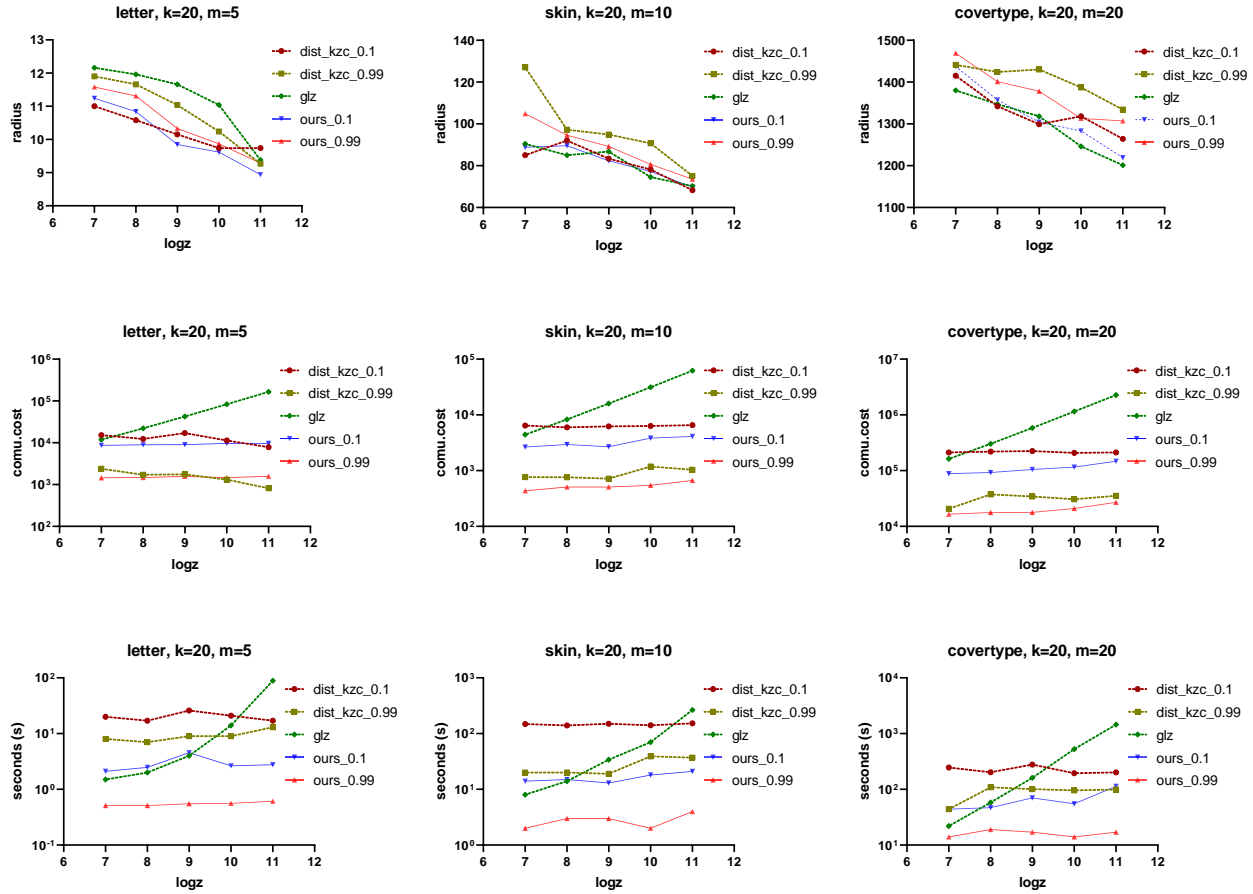 letter, k=20, m=5
13
12
11
10
9
8
radius
6 7 8 9 10 11 12
logz
dist_kzc_0.1
dist_kzc_0.99
glz
ours_0.1
ours_0.99
skin, k=20, m=10
140
120
100
80
60
radius
6 7 8 9 10 11 12
logz
dist_kzc_0.1
dist_kzc_0.99
glz
ours_0.1
ours_0.99
covertype, k=20, m=20
1500
1400
1300
1200
1100
radius
6 7 8 9 10 11 12
logz
dist_kzc_0.1
dist_kzc_0.99
glz
ours_0.1
ours_0.99
letter, k=20, m=5
10^6
10^5
10^4
10^3
10^2
comu.cost
6 7 8 9 10 11 12
logz
dist_kzc_0.1
dist_kzc_0.99
glz
ours_0.1
ours_0.99
skin, k=20, m=10
10^5
10^4
10^3
10^2
comu.cost
6 7 8 9 10 11 12
logz
dist_kzc_0.1
dist_kzc_0.99
glz
ours_0.1
ours_0.99
covertype, k=20, m=20
10^7
10^6
10^5
10^4
comu.cost
6 7 8 9 10 11 12
logz
dist_kzc_0.1
dist_kzc_0.99
glz
ours_0.1
ours_0.99
letter, k=20, m=5
10^2
10^1
10^0
10^-1
seconds (s)
6 7 8 9 10 11 12
logz
dist_kzc_0.1
dist_kzc_0.99
glz
ours_0.1
ours_0.99
skin, k=20, m=10
10^3
10^2
10^1
10^0
seconds (s)
6 7 8 9 10 11 12
logz
dist_kzc_0.1
dist_kzc_0.99
glz
ours_0.1
ours_0.99
covertype, k=20, m=20
10^4
10^3
10^2
10^1
seconds (s)
6 7 8 9 10 11 12
logz
dist_kzc_0.1
dist_kzc_0.99
glz
ours_0.1
ours_0.99